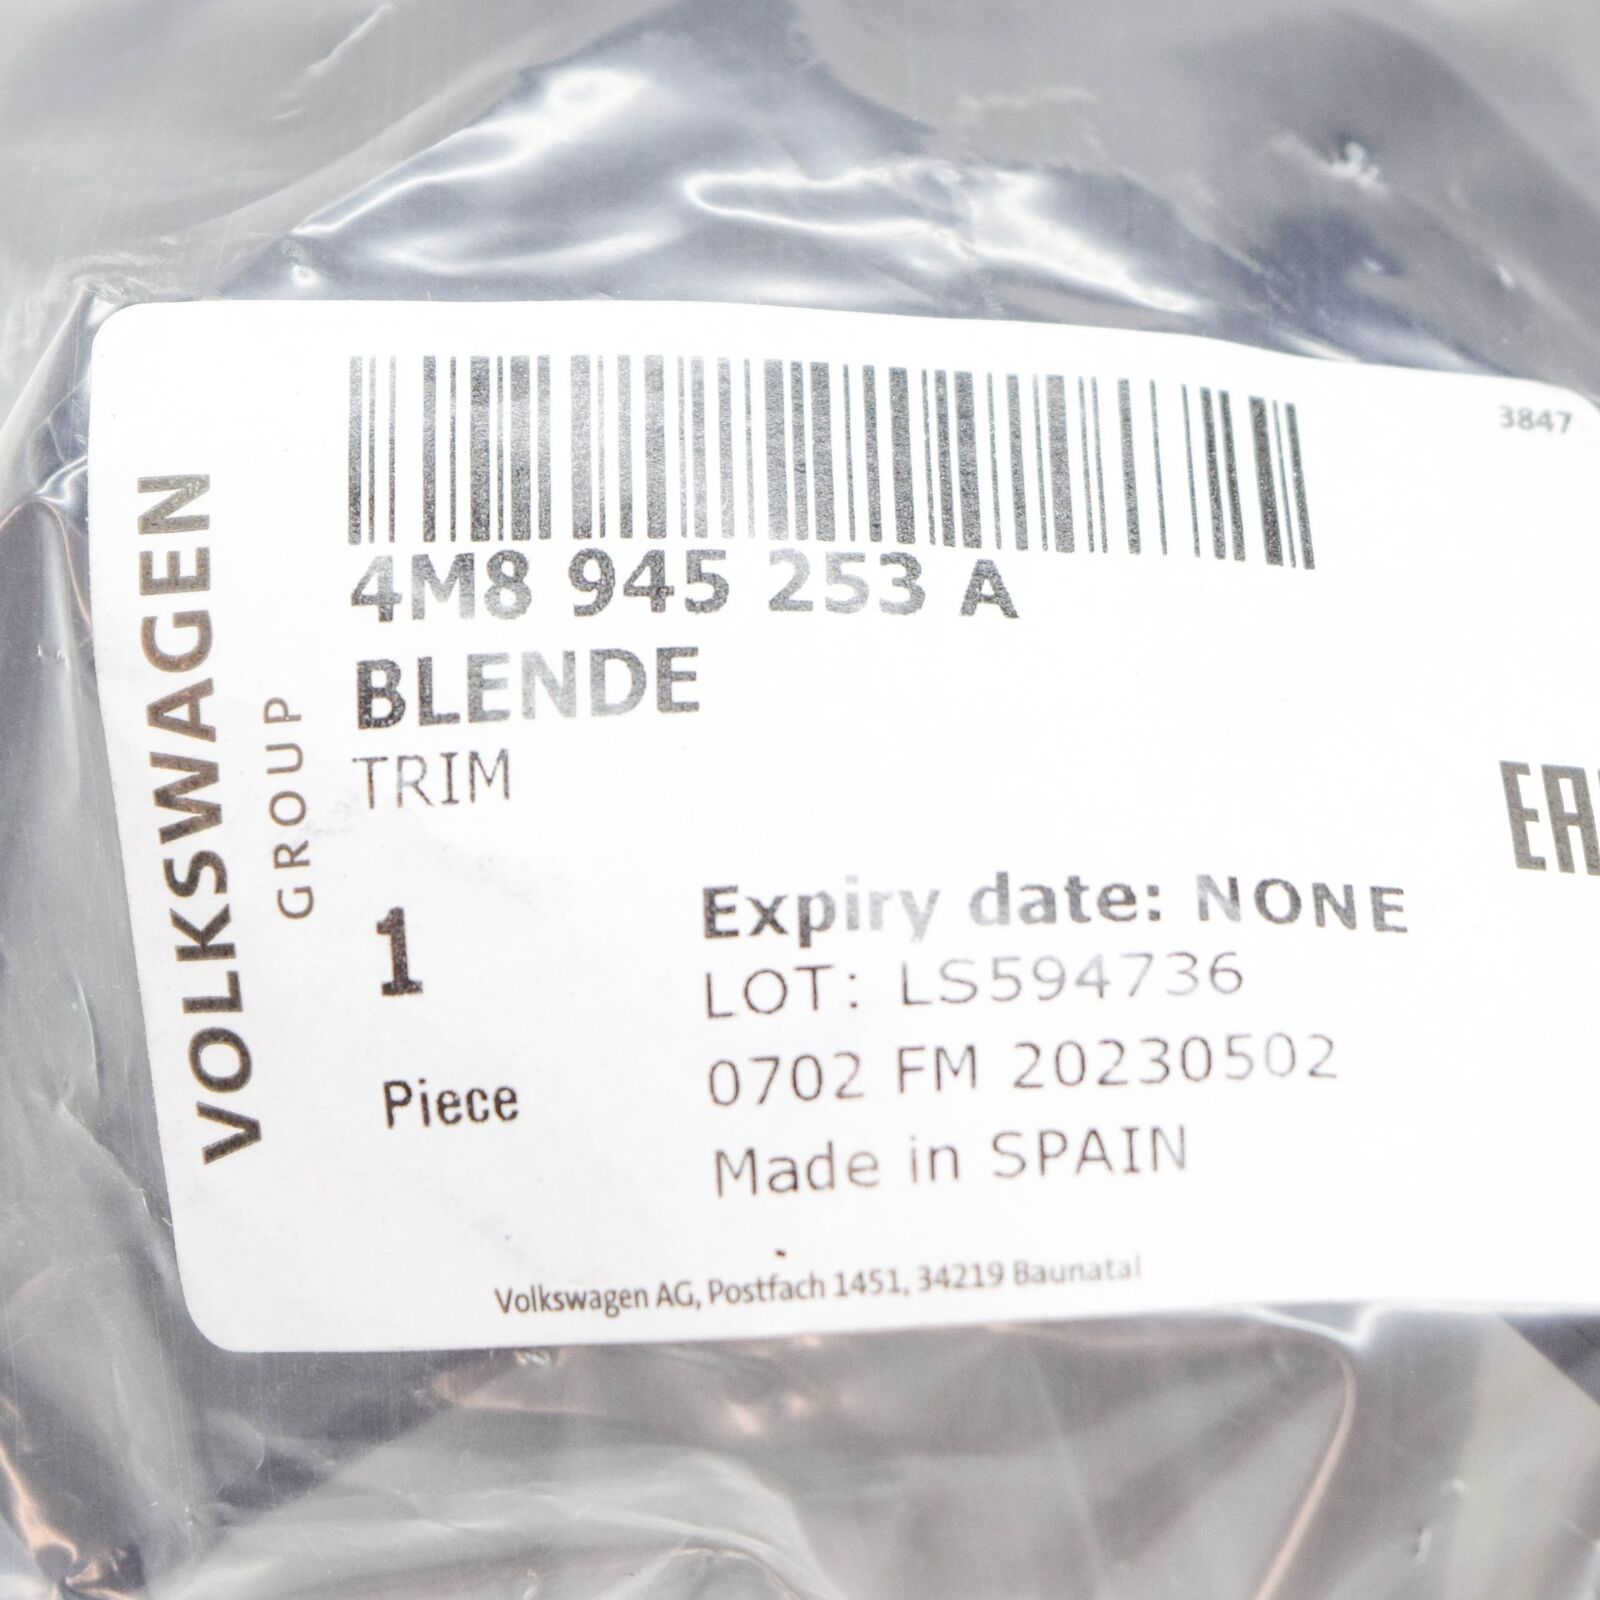 3847
VOLKSWAGEN
GROUP
4M8 945 253 A
BLENDE
TRIM
EA
1
Piece
Expiry date: NONE
LOT: LS594736
0702 FM 20230502
Made in SPAIN
Volkswagen AG, Postfach 1451, 34219 Baunatal